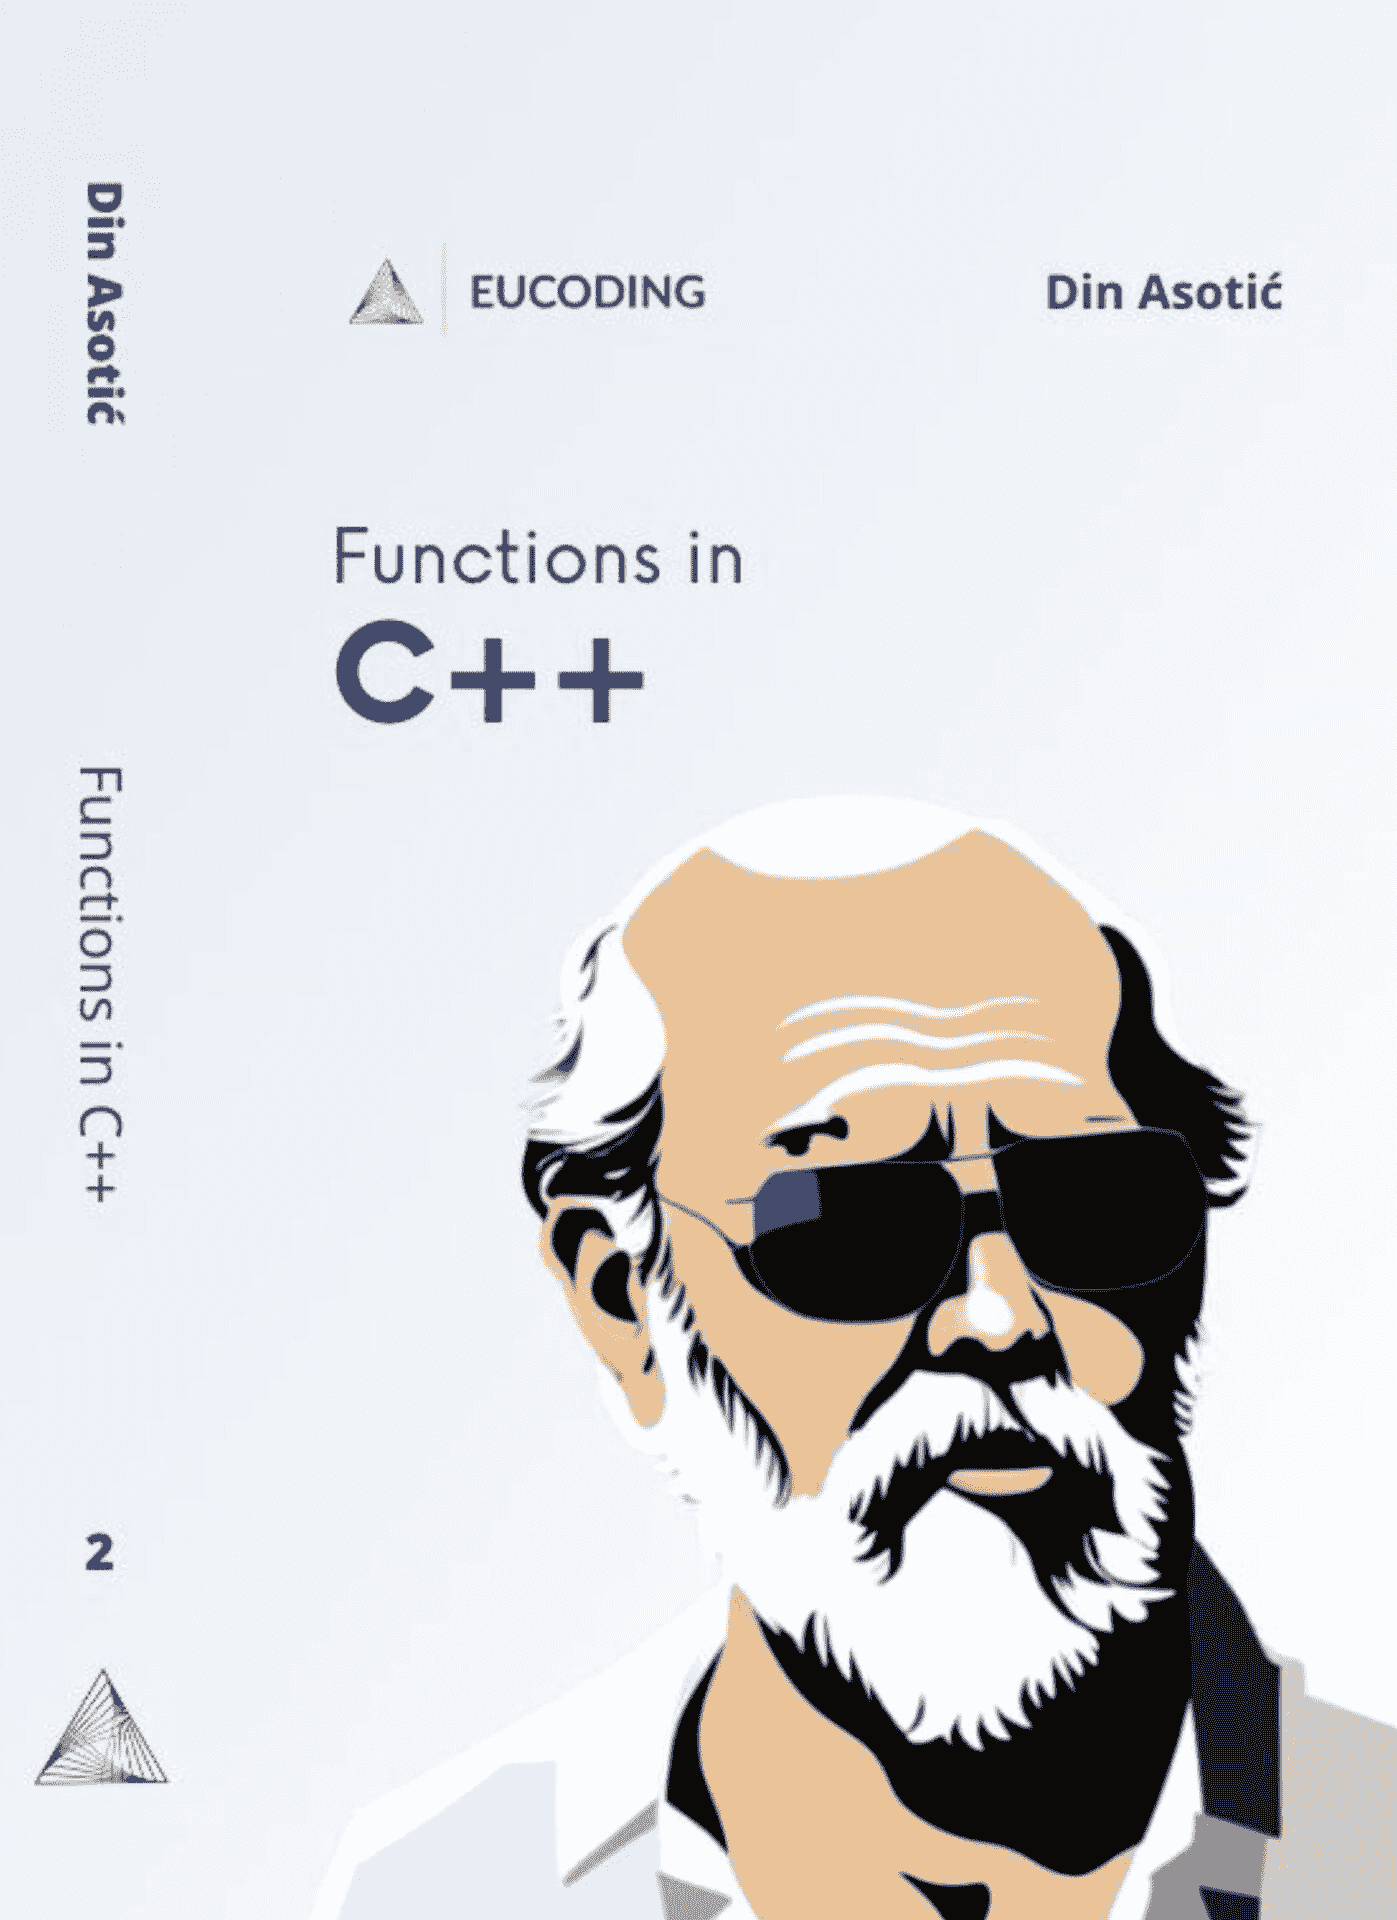 Din Asotić
Functions in C++
2
EUCODING
Din Asotić
Functions in
C++